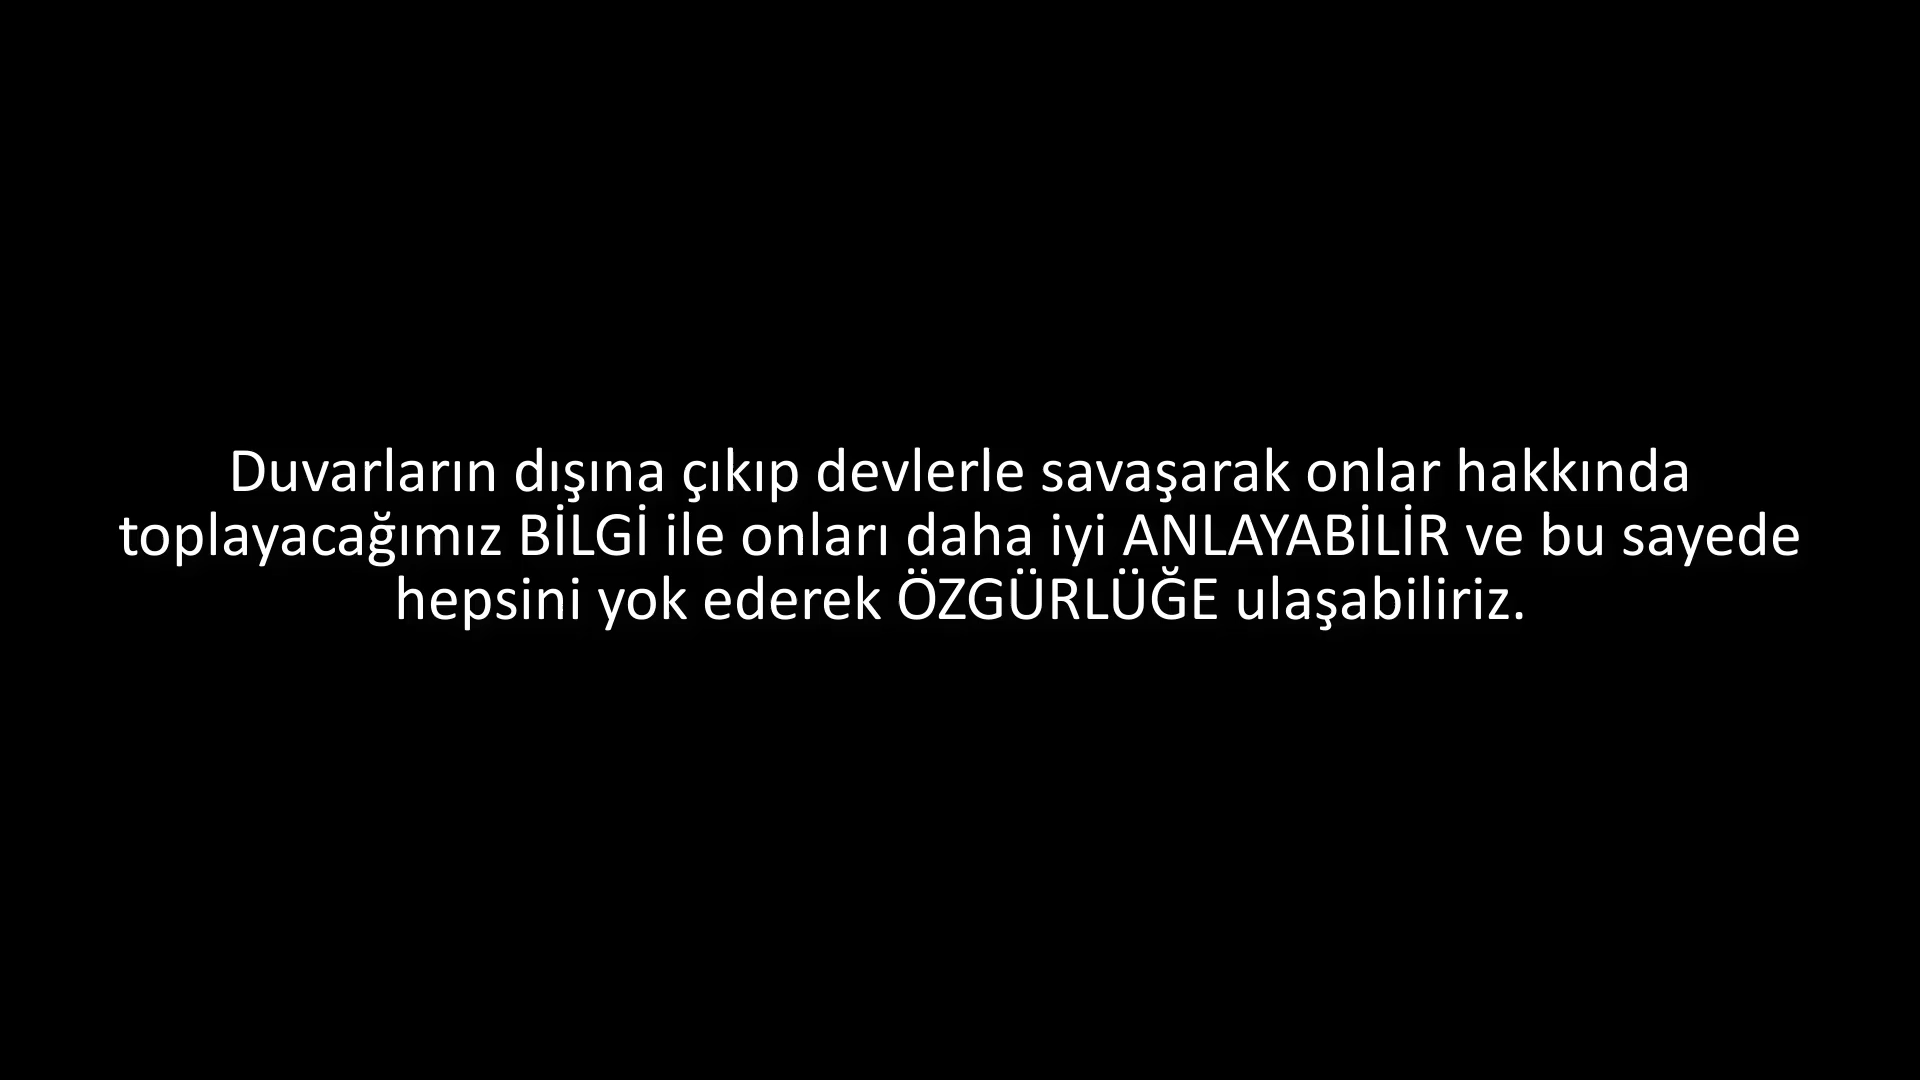 Duvarların dışına çıkıp devlerle savaşarak onlar hakkında
toplayacağımız BİLGİ ile onları daha iyi ANLAYABİLİR ve bu sayede
hepsini yok ederek ÖZGÜRLÜĞE ulaşabiliriz.